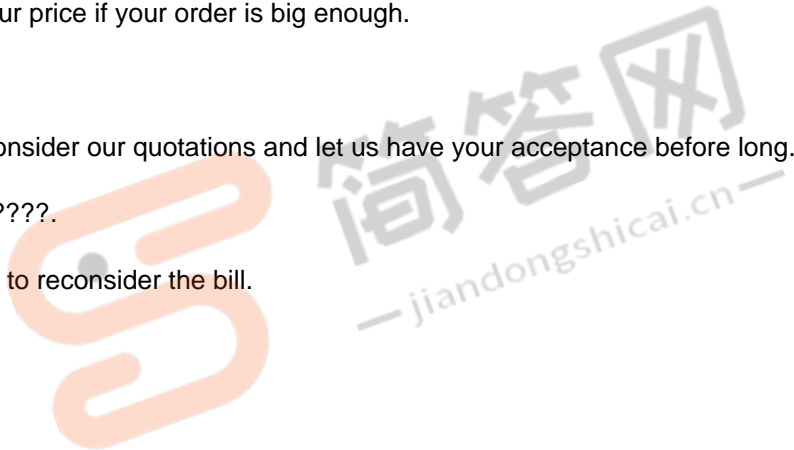 ur price if your order is big enough.
onsider our quotations and let us have your acceptance before long.
????.
to reconsider the bill.
简答网
jiandongshicai.cn